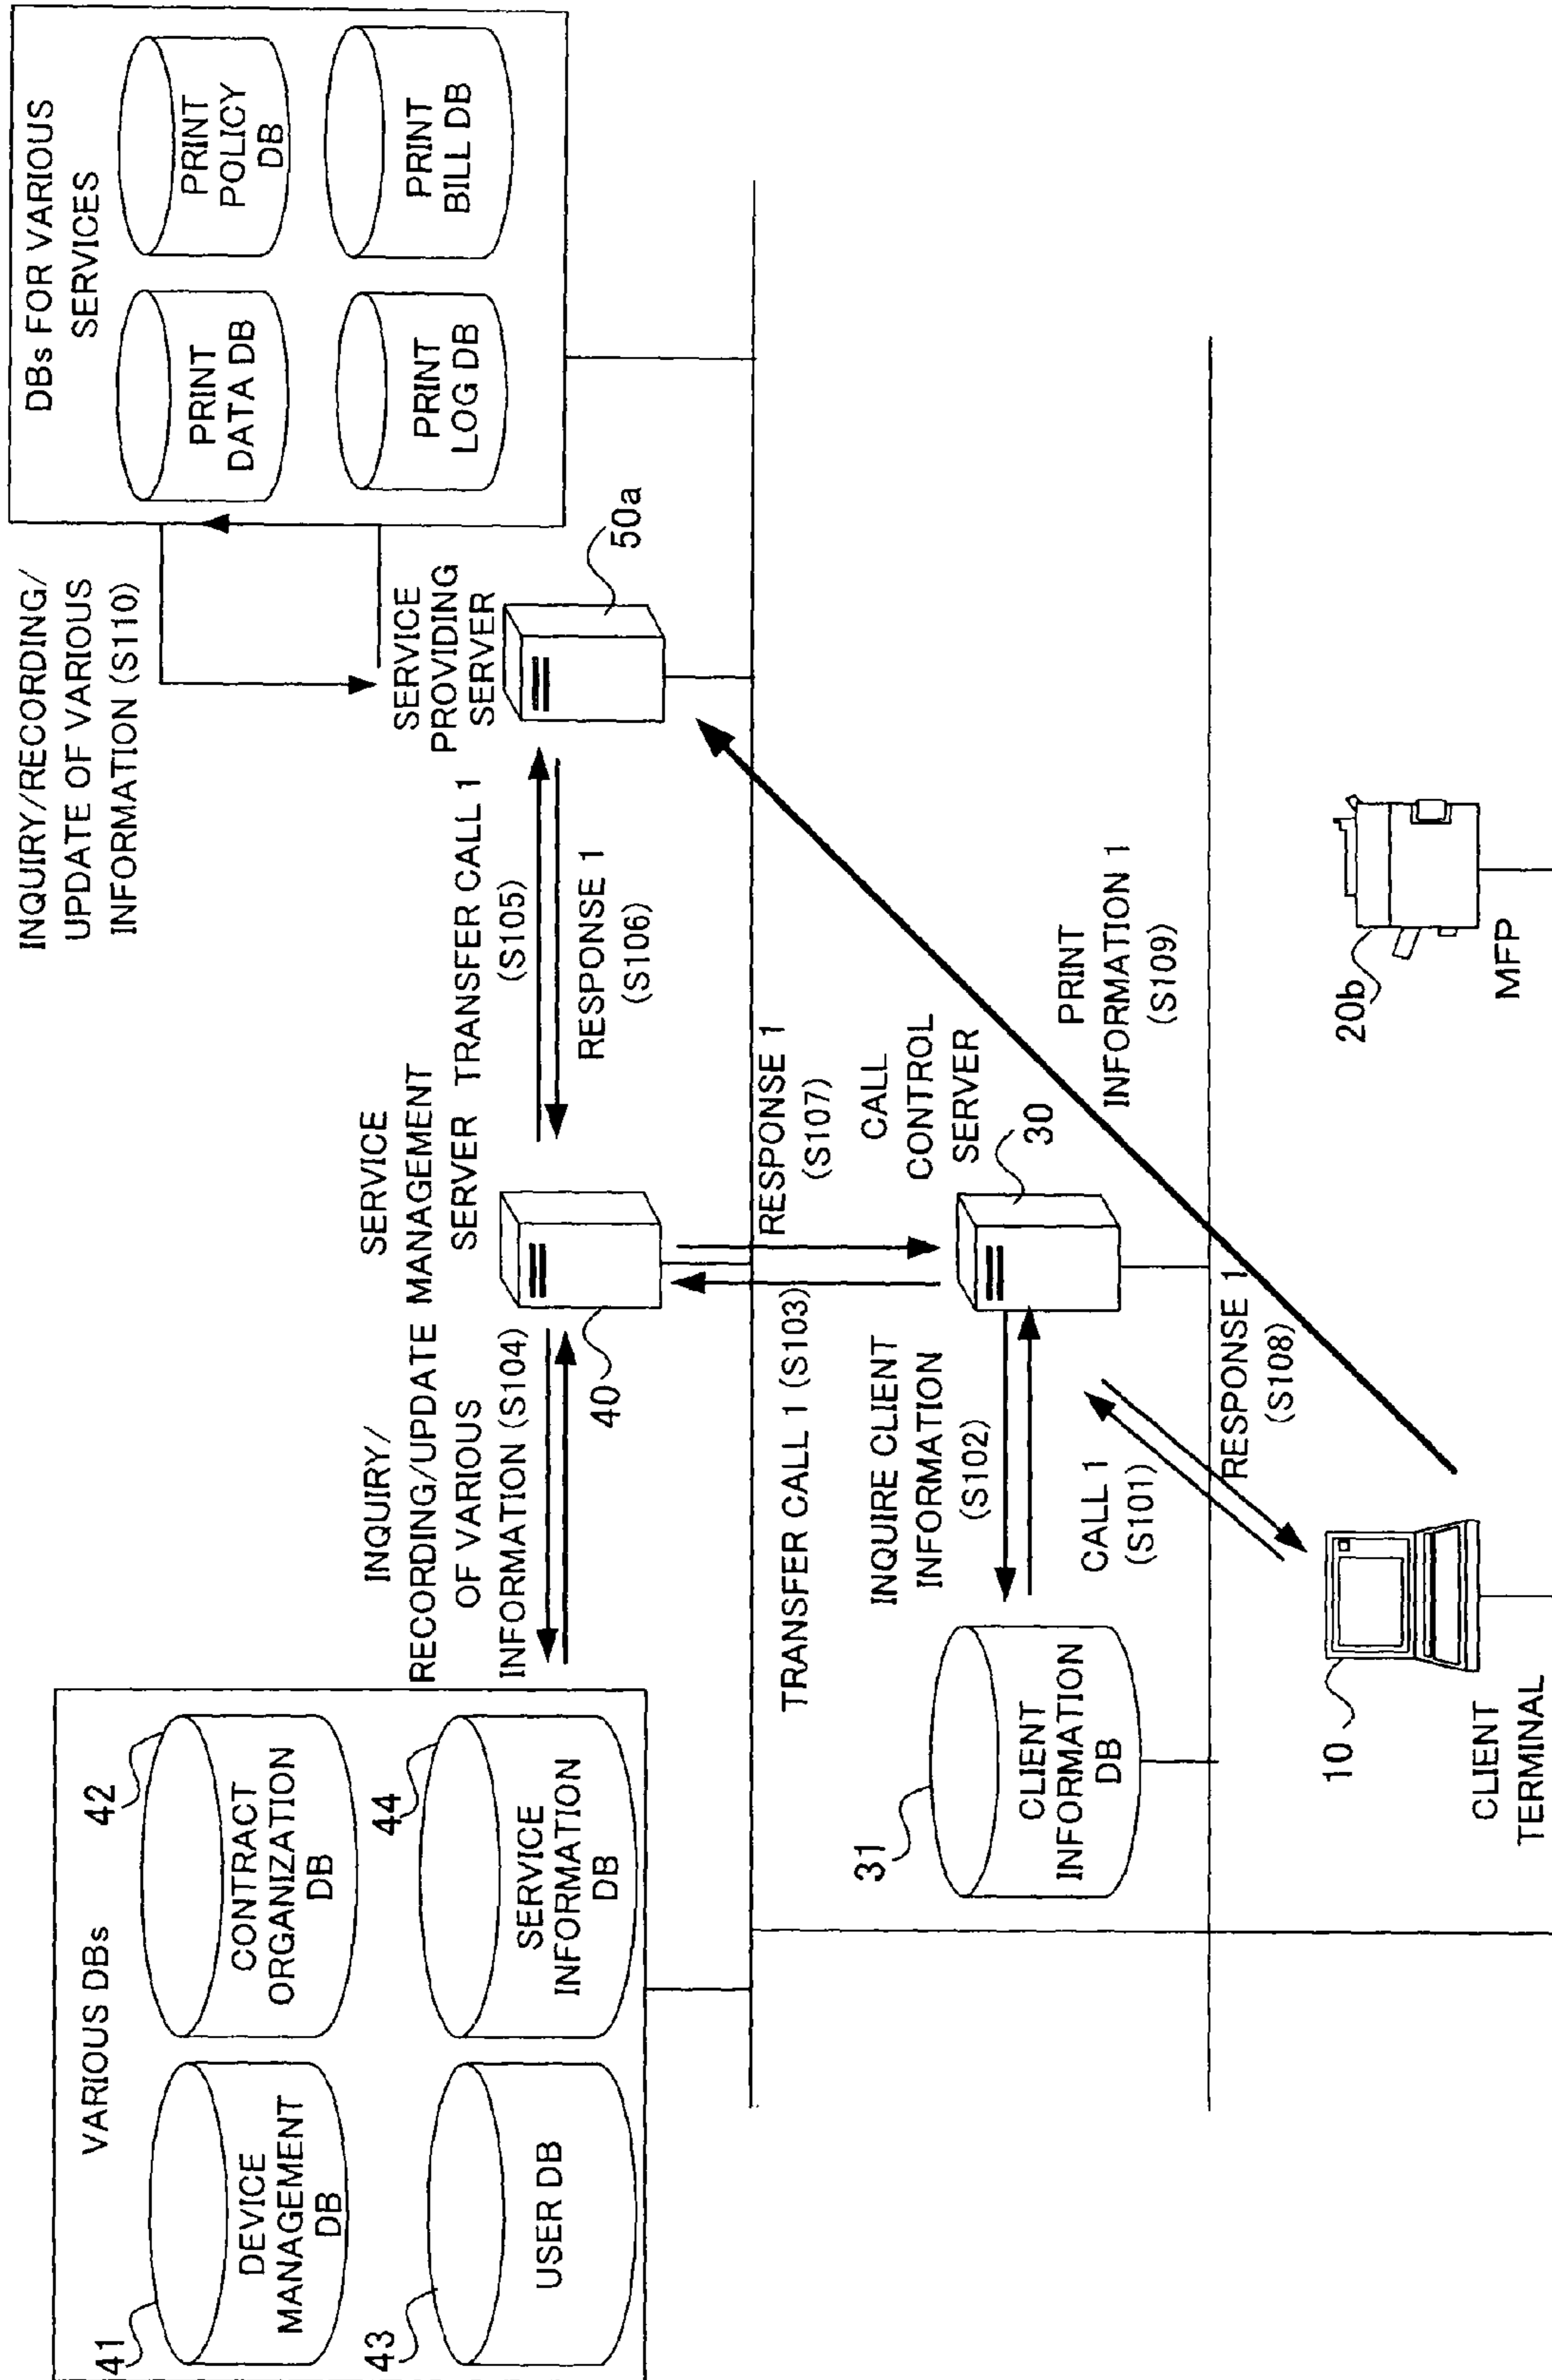 VARIOUS DBs
41
DEVICE
MANAGEMENT
DB
42
CONTRACT
ORGANIZATION
DB
43
USER DB
44
SERVICE
INFORMATION
DB
INQUIRY/
RECORDING/UPDATE
OF VARIOUS
INFORMATION (S104)
SERVICE
MANAGEMENT
SERVER
40
TRANSFER CALL 1
(S105)
RESPONSE 1
(S106)
SERVICE
PROVIDING
SERVER
50a
INQUIRY/RECORDING/
UPDATE OF VARIOUS
INFORMATION (S110)
DBs FOR VARIOUS
SERVICES
PRINT
DATA DB
PRINT
POLICY
DB
PRINT
LOG DB
PRINT
BILL DB
TRANSFER CALL 1 (S103)
RESPONSE 1
(S107)
CALL
CONTROL
SERVER
30
31
CLIENT
INFORMATION
DB
INQUIRE CLIENT
INFORMATION
(S102)
CALL 1
(S101)
RESPONSE 1
(S108)
PRINT
INFORMATION 1
(S109)
10
CLIENT
TERMINAL
20b
MFP